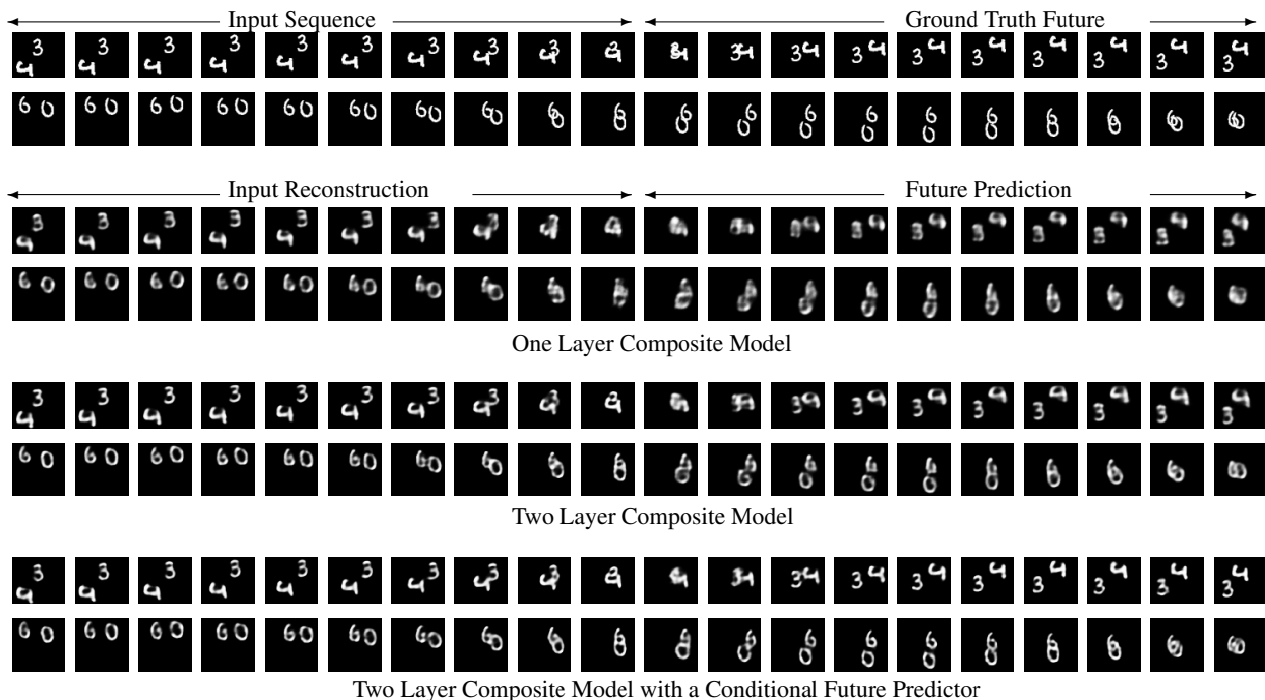 Input Sequence Ground Truth Future
Input Reconstruction Future Prediction
One Layer Composite Model
Two Layer Composite Model
Two Layer Composite Model with a Conditional Future Predictor